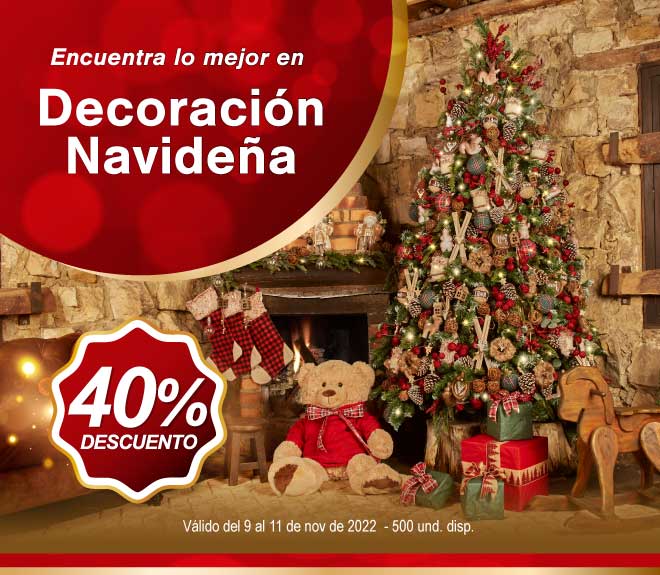 Encuentra lo mejor en
Decoración
Navideña
40%
DESCUENTO
Válido del 9 al 11 de nov de 2022 - 500 und. disp.